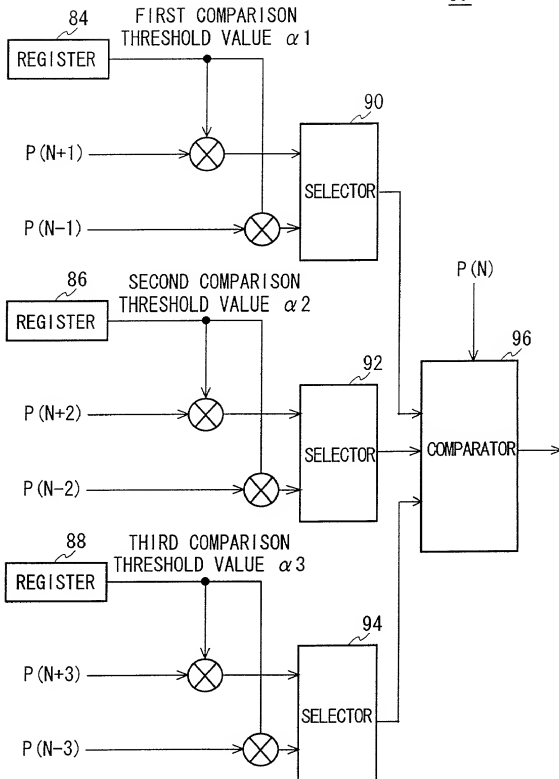 84
FIRST COMPARISON
THRESHOLD VALUE α1
REGISTER
90
P(N+1)
SELECTOR
P(N-1)
86
SECOND COMPARISON
THRESHOLD VALUE α2
REGISTER
P(N)
92
96
P(N+2)
SELECTOR
COMPARATOR
P(N-2)
88
THIRD COMPARISON
THRESHOLD VALUE α3
REGISTER
94
P(N+3)
SELECTOR
P(N-3)